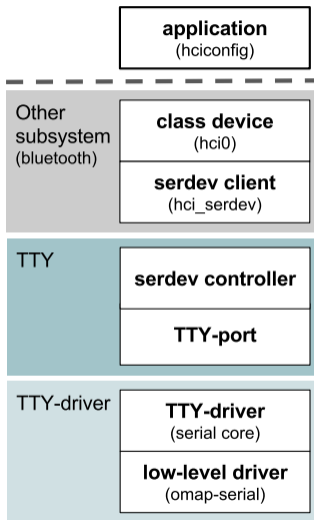 application
(hciconfig)
Other
subsystem
(bluetooth)
class device
(hci0)
serdev client
(hci_serdev)
TTY
serdev controller
TTY-port
TTY-driver
TTY-driver
(serial core)
low-level driver
(omap-serial)